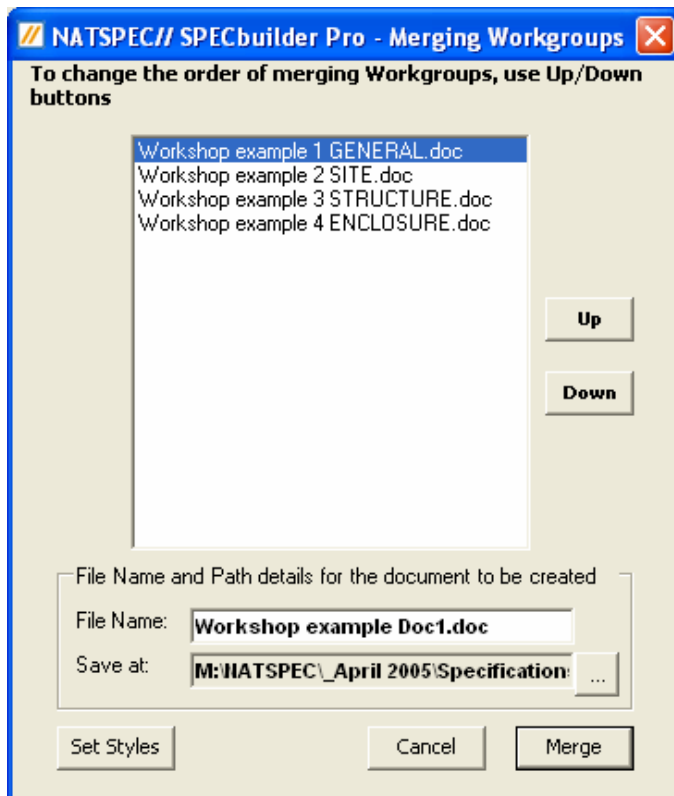 NATSPEC// SPECbuilder Pro - Merging Workgroups
To change the order of merging Workgroups, use Up/Down
buttons
Workshop example 1 GENERAL.doc
Workshop example 2 SITE.doc
Workshop example 3 STRUCTURE.doc
Workshop example 4 ENCLOSURE.doc
Up
Down
File Name and Path details for the document to be created
File Name: Workshop example Doc1.doc
Save at: M:\NATSPEC\_April 2005\Specification: ...
Set Styles Cancel Merge